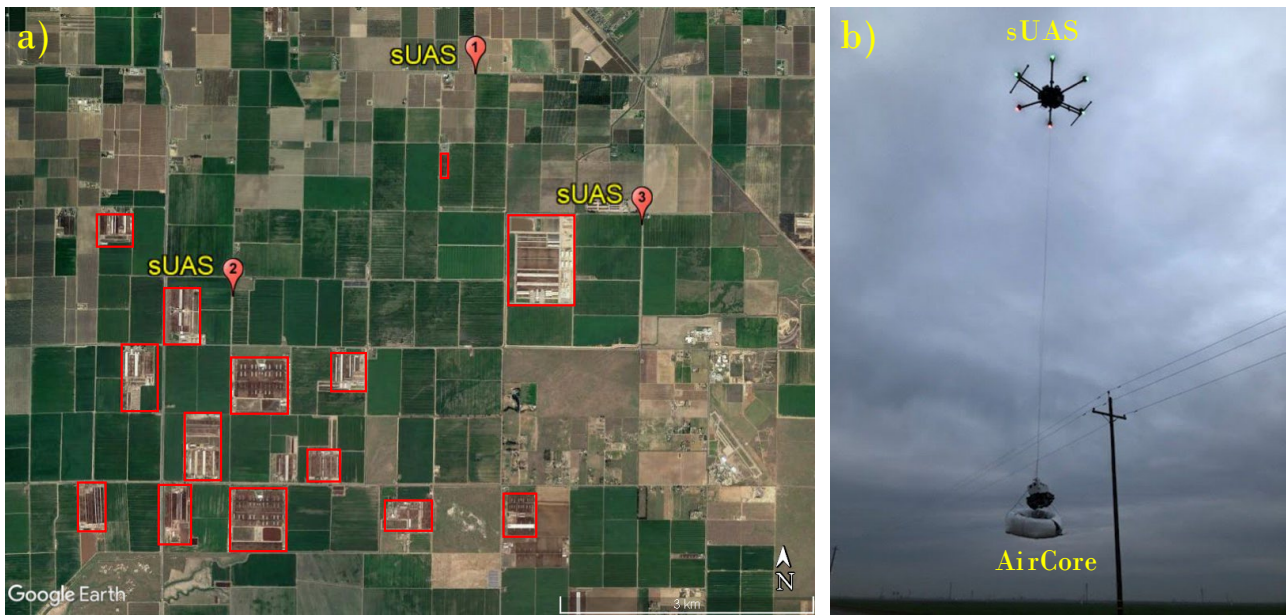 a)
sUAS 1
sUAS 3
sUAS 2
Google Earth
N
3 km
b)
sUAS
AirCore